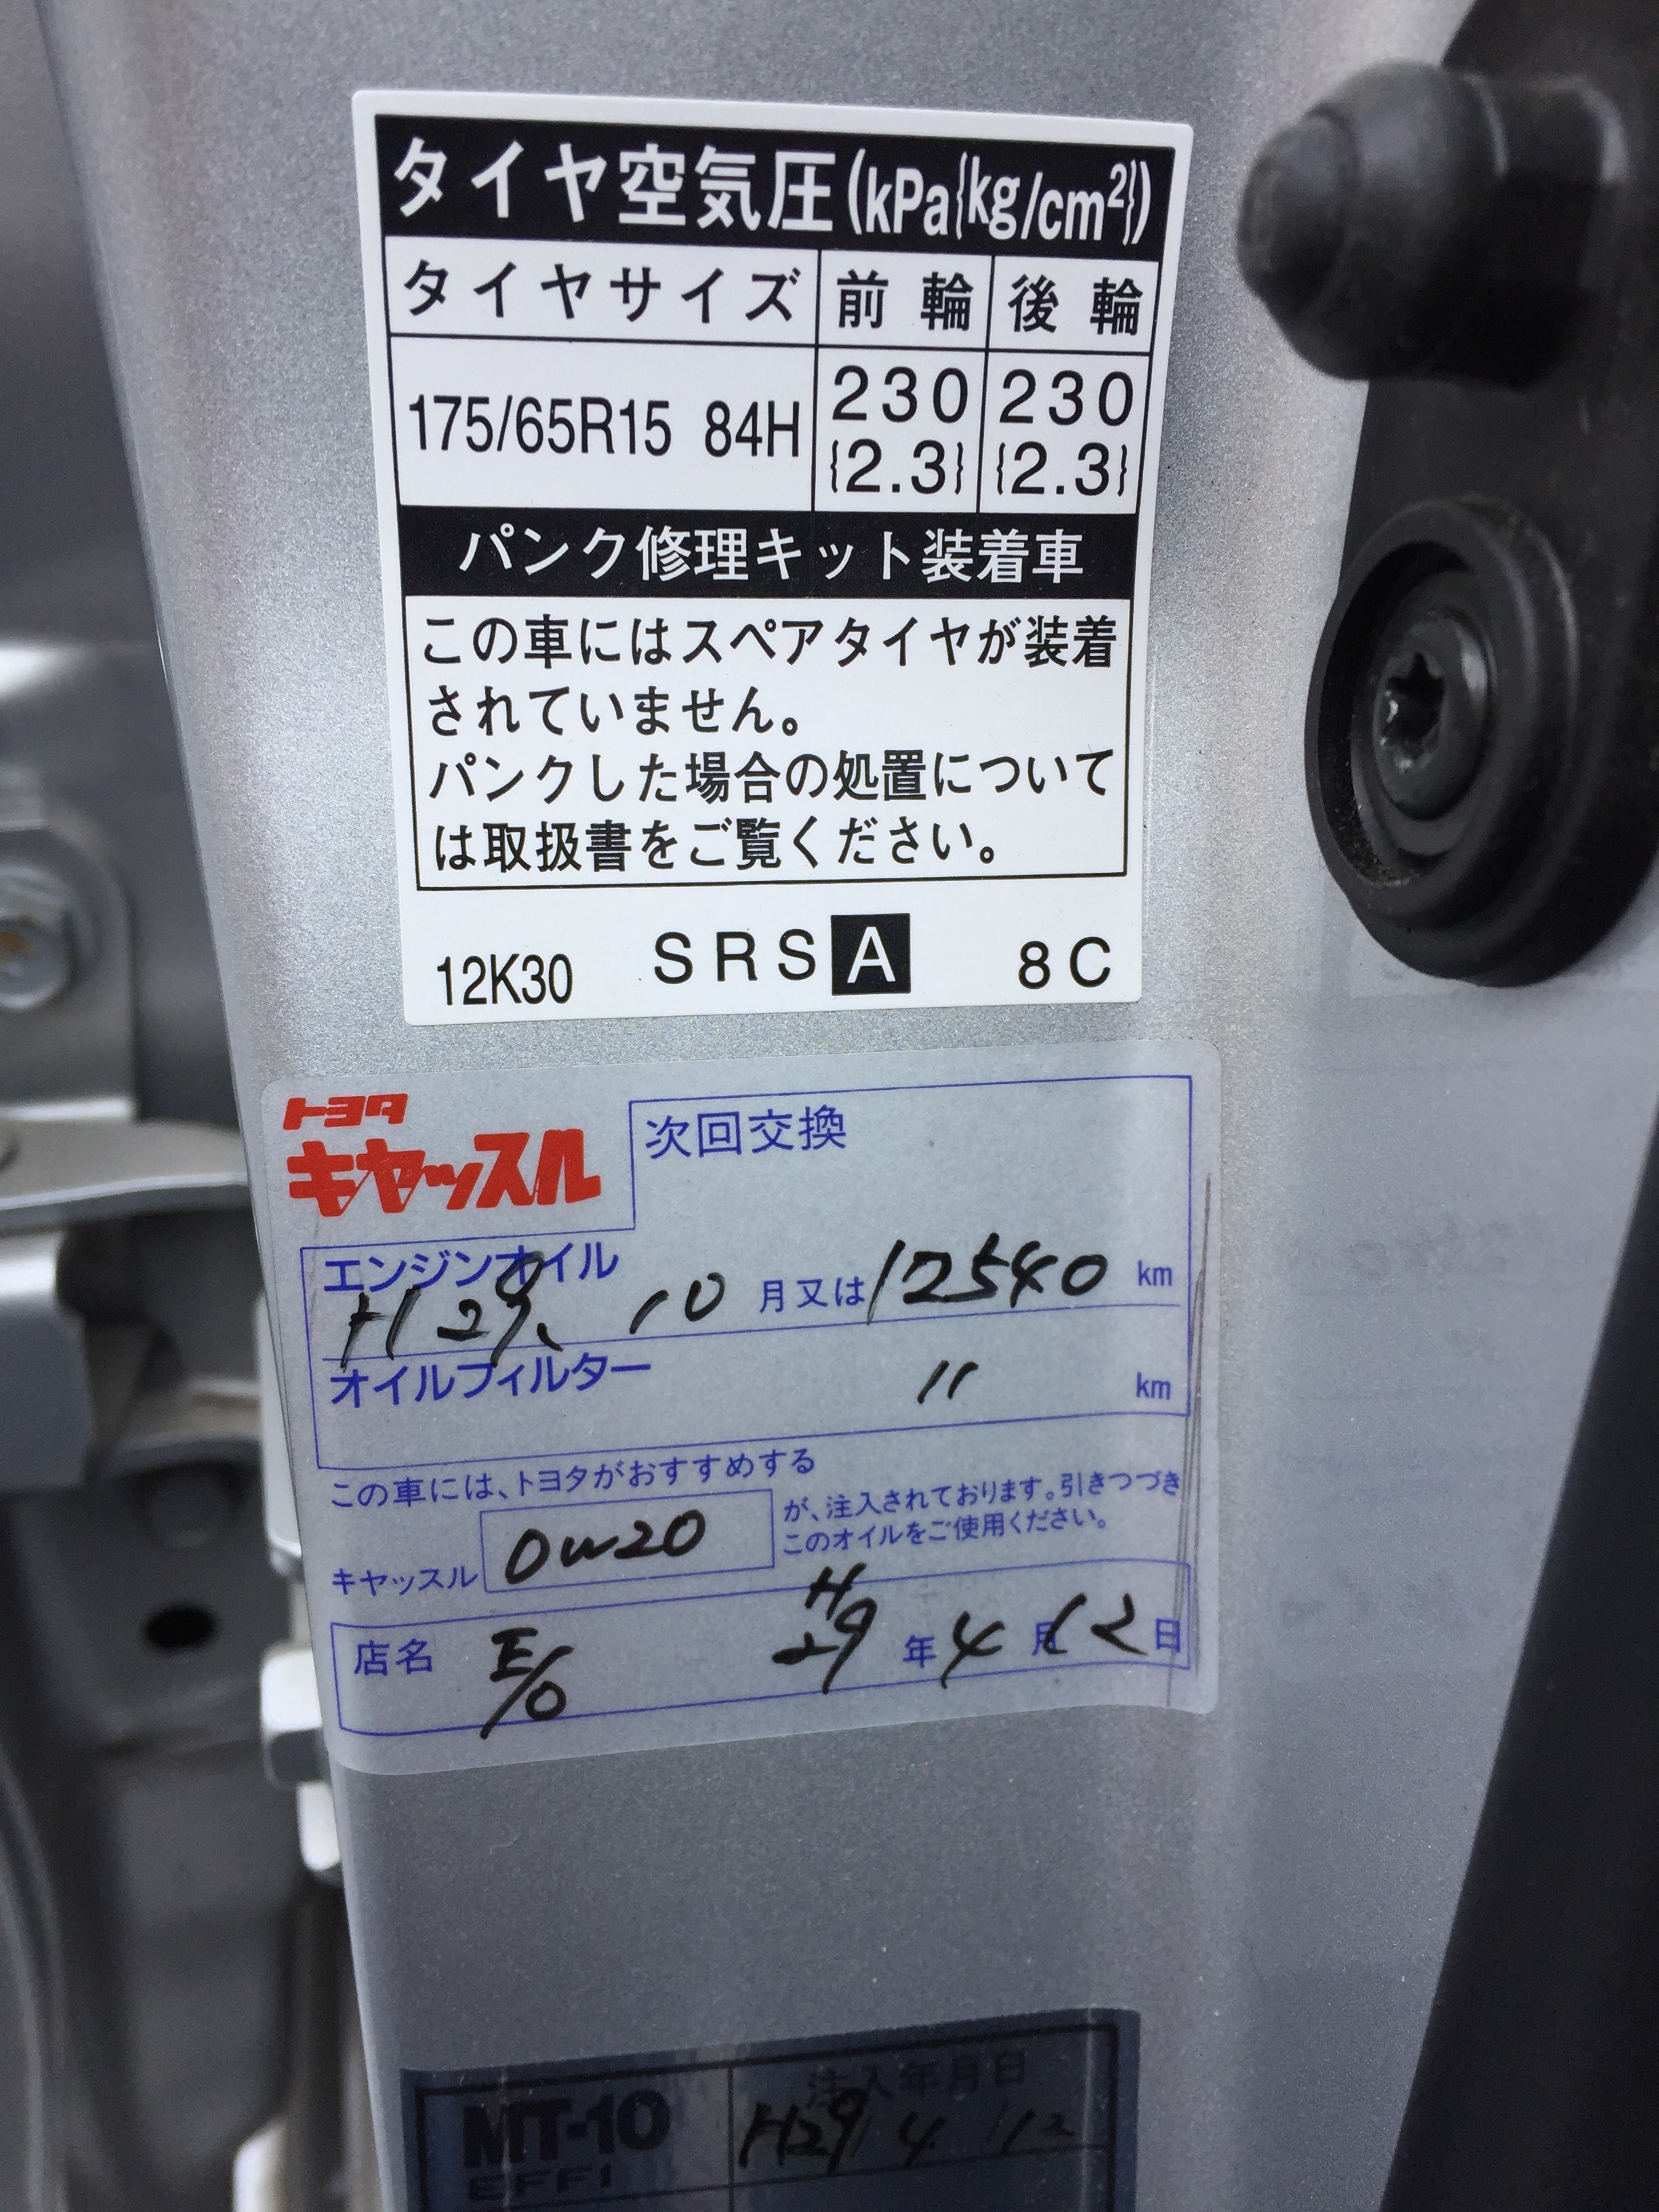 タイヤ空気圧(kPa{kg/cm²})
タイヤサイズ 前輪 後輪
175/65R15 84H 230 {2.3} 230 {2.3}
パンク修理キット装着車
この車にはスペアタイヤが装着
されていません。
パンクした場合の処置について
は取扱書をご覧ください。
12K30 SRS A 8C
トヨタ
キャッスル
次回交換
エンジンオイル
H29. 10 月又は 12540 km
オイルフィルター 〃 km
この車には、トヨタがおすすめする
キャッスル 0W20
が、注入されております。引きつづき
このオイルをご使用ください。
店名 E/O H29 年 4 月 12 日
MT-10
EFFI
注入年月日
H29 4 12